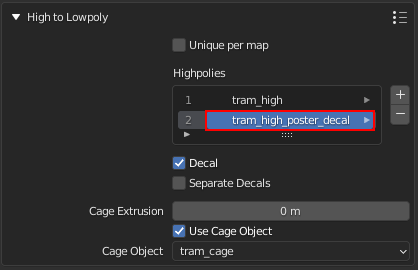 High to Lowpoly
Unique per map
Highpolies
1 tram_high
2 tram_high_poster_decal
Decal
Separate Decals
Cage Extrusion 0 m
Use Cage Object
Cage Object tram_cage